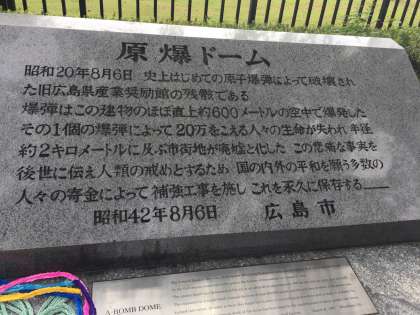 原爆ドーム
昭和20年8月6日 史上はじめての原子爆弾によって破壊され
た旧広島県産業奨励館の残骸である
爆弾はこの建物のほぼ直上約600メートルの空中で爆発した
その1個の爆弾によって20万をこえる人々の生命が失われ 半径
約2キロメートルに及ぶ市街地が廃墟と化した この悲痛な事実を
後世に伝え人類の戒めとするため 国の内外の平和を願う多数の
人々の寄金によって補強工事を施し これを永久に保存する
昭和42年8月6日 広島市
A-BOMB DOME